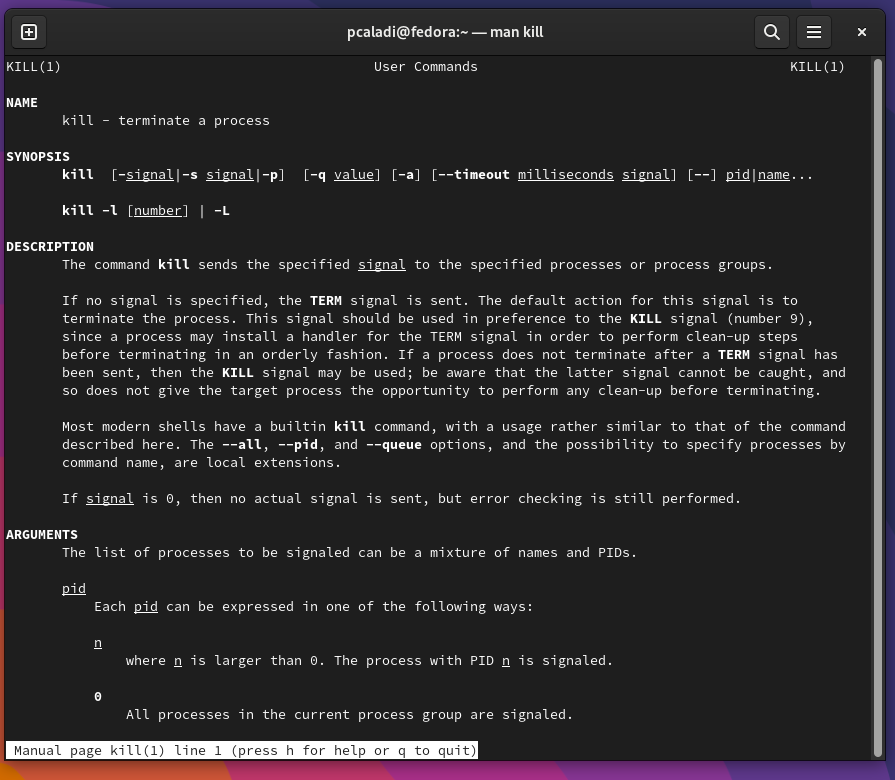 pcaladi@fedora:~ — man kill
KILL(1) User Commands KILL(1)
NAME
kill - terminate a process
SYNOPSIS
kill [-signal|-s signal|-p] [-q value] [-a] [--timeout milliseconds signal] [--] pid|name...
kill -l [number] | -L
DESCRIPTION
The command kill sends the specified signal to the specified processes or process groups.
If no signal is specified, the TERM signal is sent. The default action for this signal is to
terminate the process. This signal should be used in preference to the KILL signal (number 9),
since a process may install a handler for the TERM signal in order to perform clean-up steps
before terminating in an orderly fashion. If a process does not terminate after a TERM signal has
been sent, then the KILL signal may be used; be aware that the latter signal cannot be caught, and
so does not give the target process the opportunity to perform any clean-up before terminating.
Most modern shells have a builtin kill command, with a usage rather similar to that of the command
described here. The --all, --pid, and --queue options, and the possibility to specify processes by
command name, are local extensions.
If signal is 0, then no actual signal is sent, but error checking is still performed.
ARGUMENTS
The list of processes to be signaled can be a mixture of names and PIDs.
pid
Each pid can be expressed in one of the following ways:
n
where n is larger than 0. The process with PID n is signaled.
0
All processes in the current process group are signaled.
Manual page kill(1) line 1 (press h for help or q to quit)